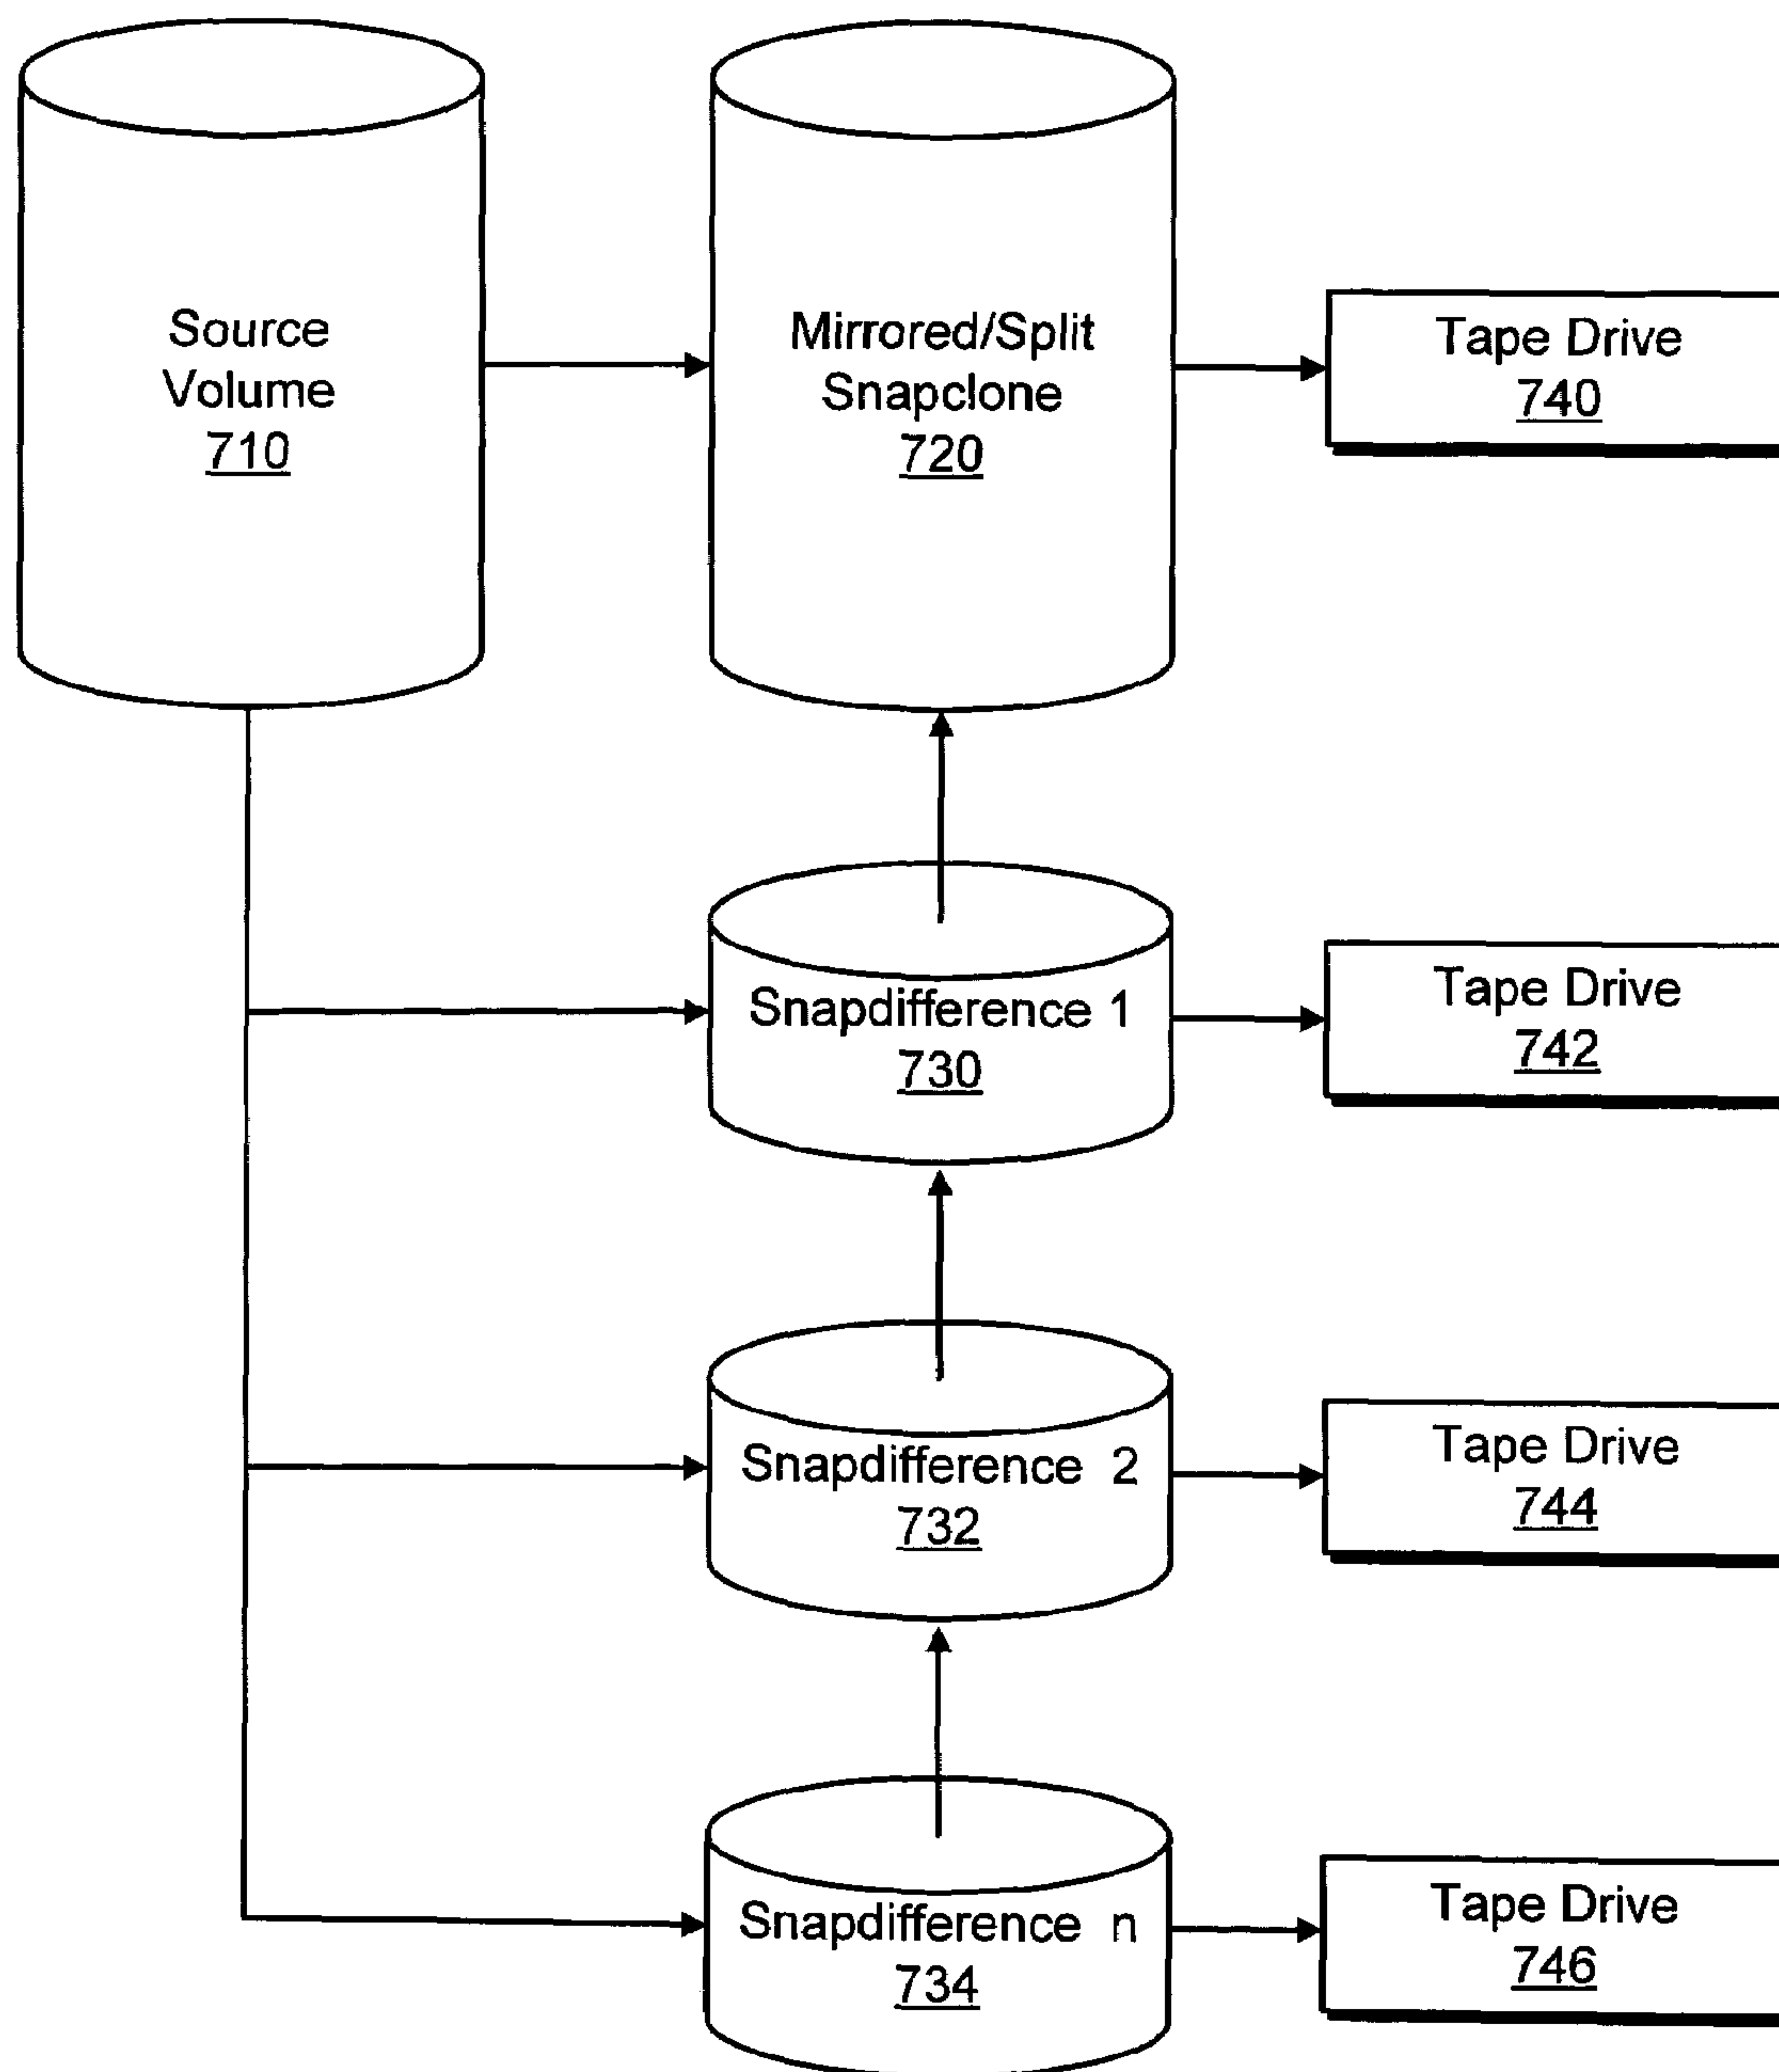 Source
Volume
710
Mirrored/Split
Snapclone
720
Tape Drive
740
Snapdifference 1
730
Tape Drive
742
Snapdifference 2
732
Tape Drive
744
Snapdifference n
734
Tape Drive
746